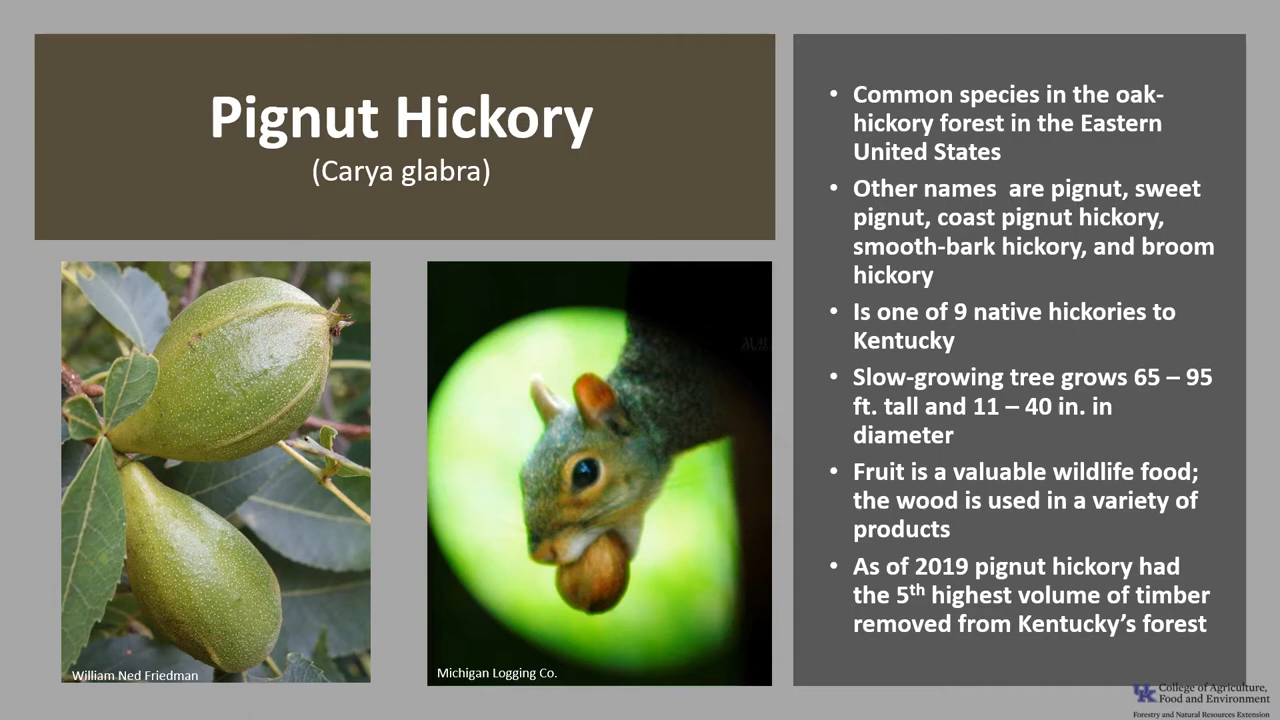 Pignut Hickory
(Carya glabra)
• Common species in the oak-
hickory forest in the Eastern
United States
• Other names are pignut, sweet
pignut, coast pignut hickory,
smooth-bark hickory, and broom
hickory
• Is one of 9 native hickories to
Kentucky
• Slow-growing tree grows 65 – 95
ft. tall and 11 – 40 in. in
diameter
• Fruit is a valuable wildlife food;
the wood is used in a variety of
products
• As of 2019 pignut hickory had
the 5th highest volume of timber
removed from Kentucky’s forest
William Ned Friedman
Michigan Logging Co.
UK College of Agriculture,
Food and Environment
Forestry and Natural Resources Extension